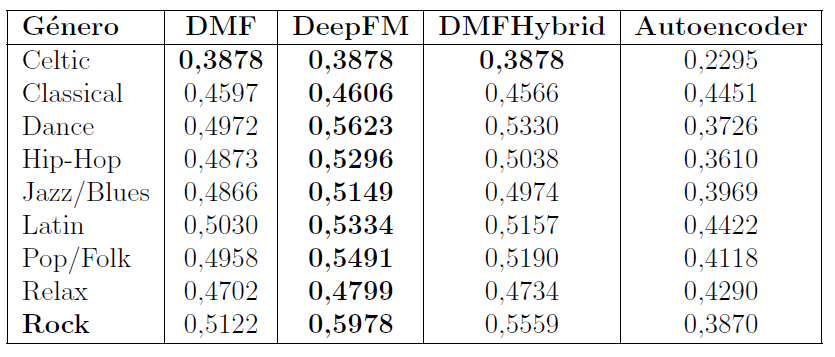 Género DMF DeepFM DMFHybrid Autoencoder
Celtic 0,3878 0,3878 0,3878 0,2295
Classical 0,4597 0,4606 0,4566 0,4451
Dance 0,4972 0,5623 0,5330 0,3726
Hip-Hop 0,4873 0,5296 0,5038 0,3610
Jazz/Blues 0,4866 0,5149 0,4974 0,3969
Latin 0,5030 0,5334 0,5157 0,4422
Pop/Folk 0,4958 0,5491 0,5190 0,4118
Relax 0,4702 0,4799 0,4734 0,4290
Rock 0,5122 0,5978 0,5559 0,3870